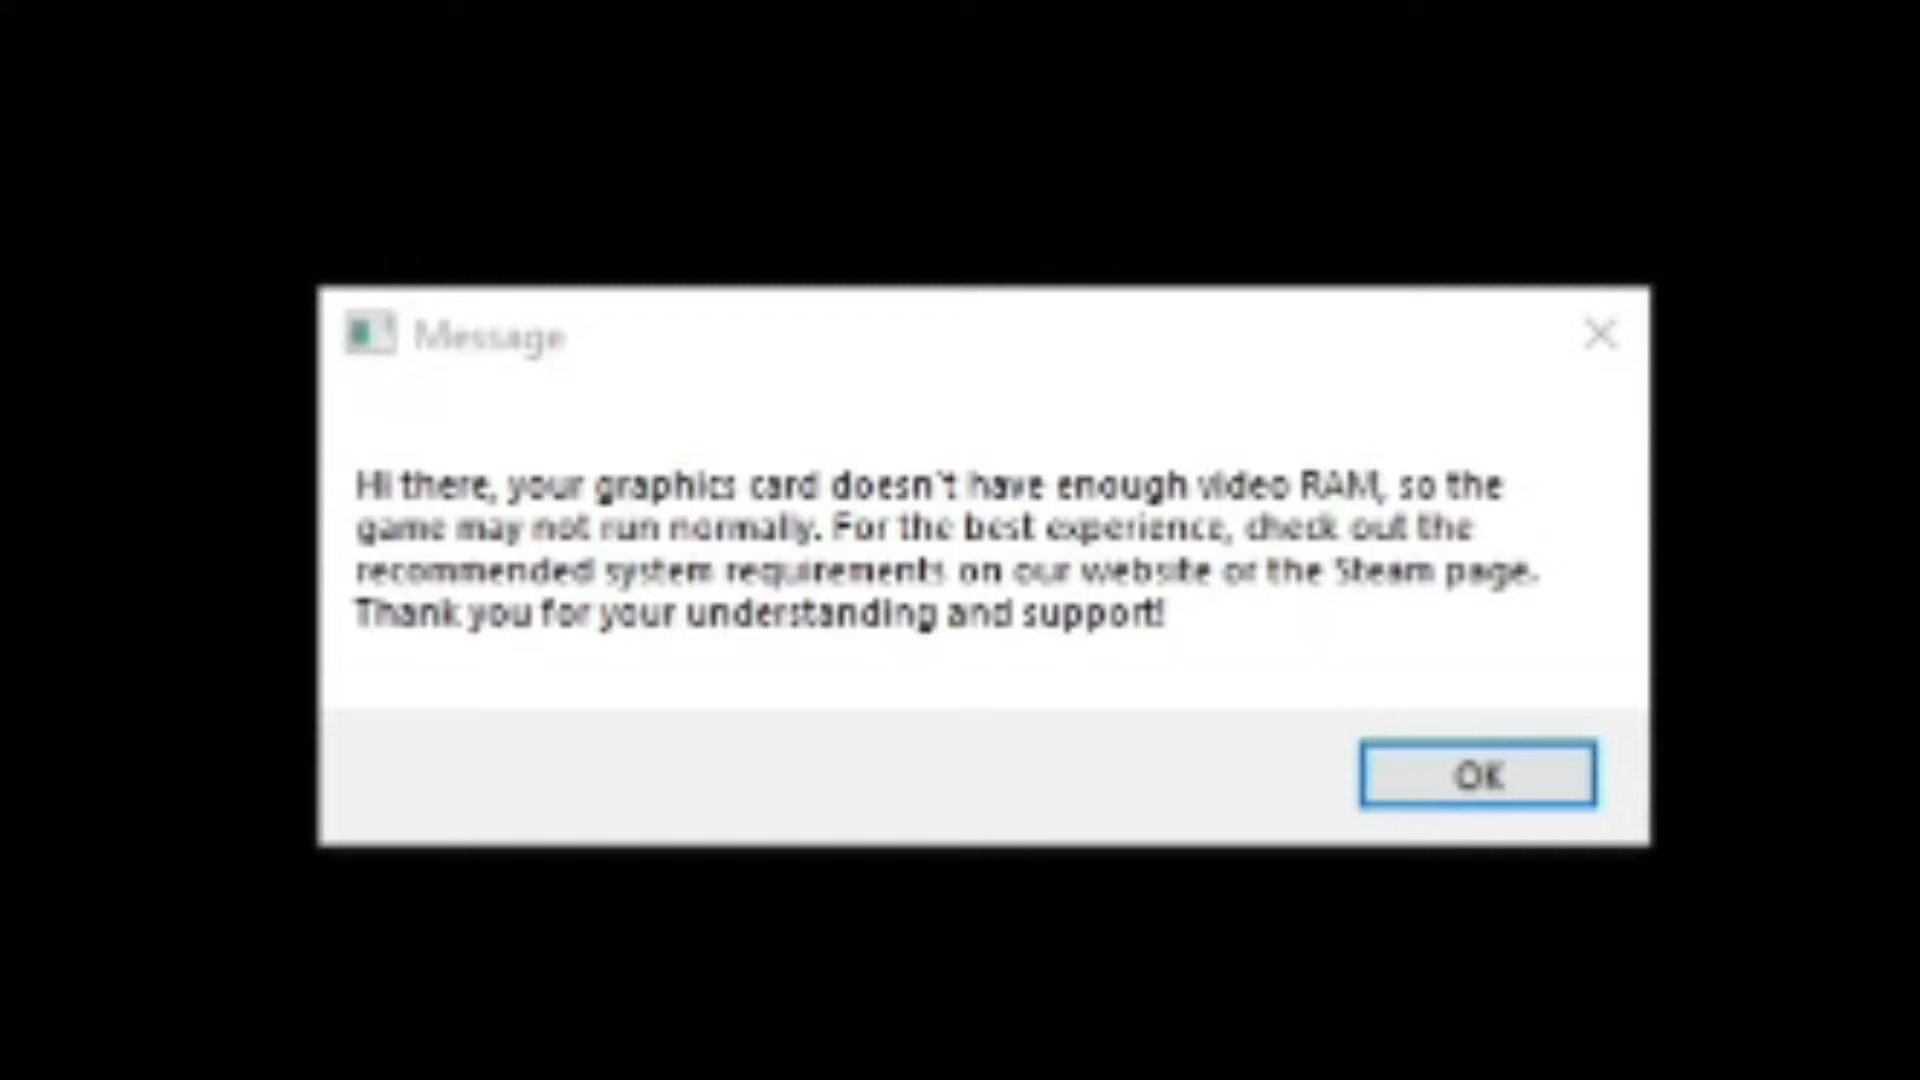 Message
Hi there, your graphics card doesn't have enough video RAM, so the
game may not run normally. For the best experience, check out the
recommended system requirements on our website or the Steam page.
Thank you for your understanding and support!
OK